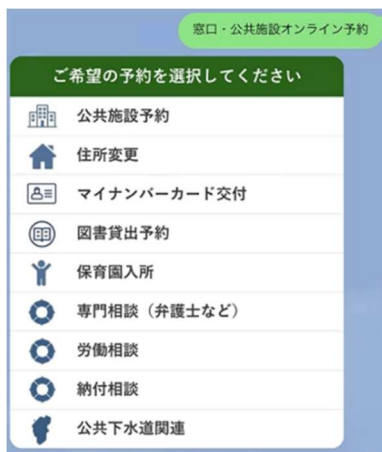 窓口・公共施設オンライン予約
ご希望の予約を選択してください
公共施設予約
住所変更
マイナンバーカード交付
図書貸出予約
保育園入所
専門相談（弁護士など）
労働相談
納付相談
公共下水道関連